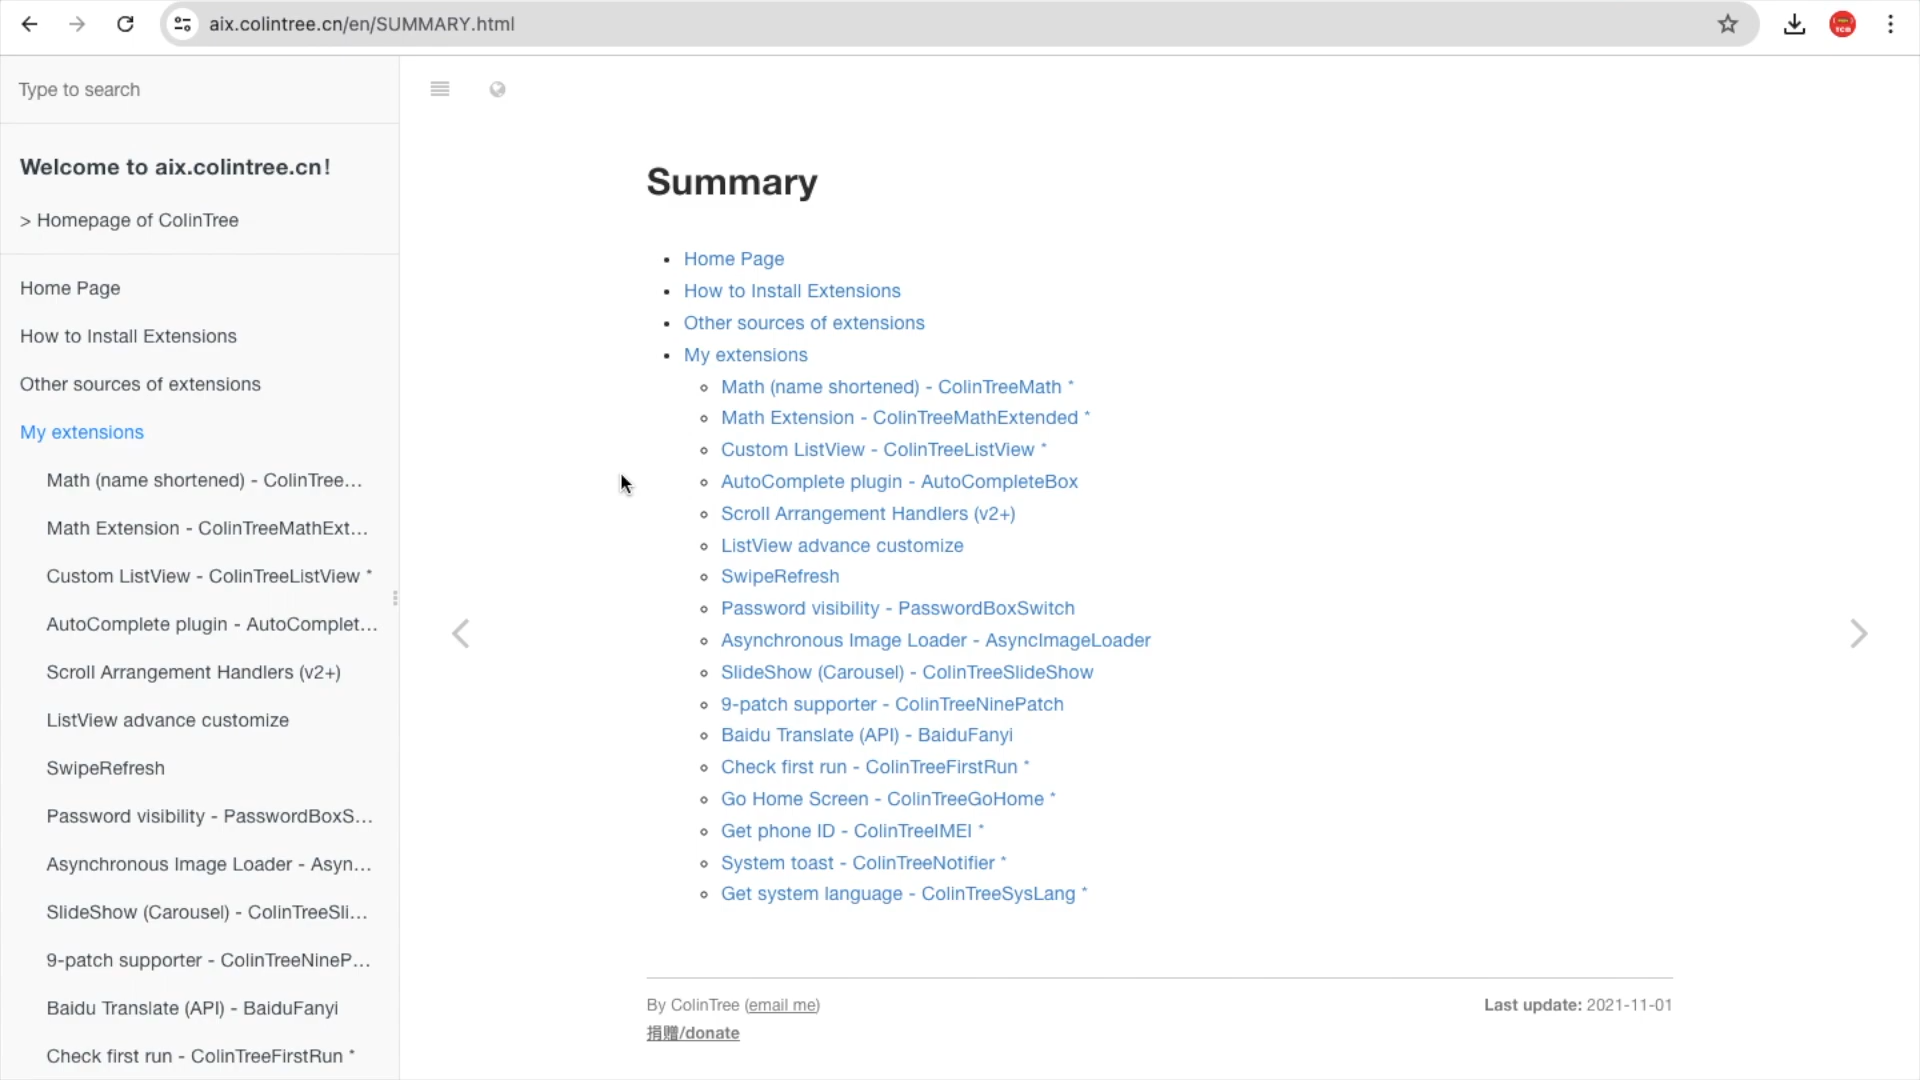 aix.colintree.cn/en/SUMMARY.html
Type to search
Welcome to aix.colintree.cn!
> Homepage of ColinTree
Home Page
How to Install Extensions
Other sources of extensions
My extensions
Math (name shortened) - ColinTree…
Math Extension - ColinTreeMathExt…
Custom ListView - ColinTreeListView *
AutoComplete plugin - AutoComplet…
Scroll Arrangement Handlers (v2+)
ListView advance customize
SwipeRefresh
Password visibility - PasswordBoxS…
Asynchronous Image Loader - Asyn…
SlideShow (Carousel) - ColinTreeSli…
9-patch supporter - ColinTreeNineP…
Baidu Translate (API) - BaiduFanyi
Check first run - ColinTreeFirstRun *
Summary
Home Page
How to Install Extensions
Other sources of extensions
My extensions
Math (name shortened) - ColinTreeMath *
Math Extension - ColinTreeMathExtended *
Custom ListView - ColinTreeListView *
AutoComplete plugin - AutoCompleteBox
Scroll Arrangement Handlers (v2+)
ListView advance customize
SwipeRefresh
Password visibility - PasswordBoxSwitch
Asynchronous Image Loader - AsyncImageLoader
SlideShow (Carousel) - ColinTreeSlideShow
9-patch supporter - ColinTreeNinePatch
Baidu Translate (API) - BaiduFanyi
Check first run - ColinTreeFirstRun *
Go Home Screen - ColinTreeGoHome *
Get phone ID - ColinTreeIMEI *
System toast - ColinTreeNotifier *
Get system language - ColinTreeSysLang *
By ColinTree (email me)
Last update: 2021-11-01
捐赠/donate